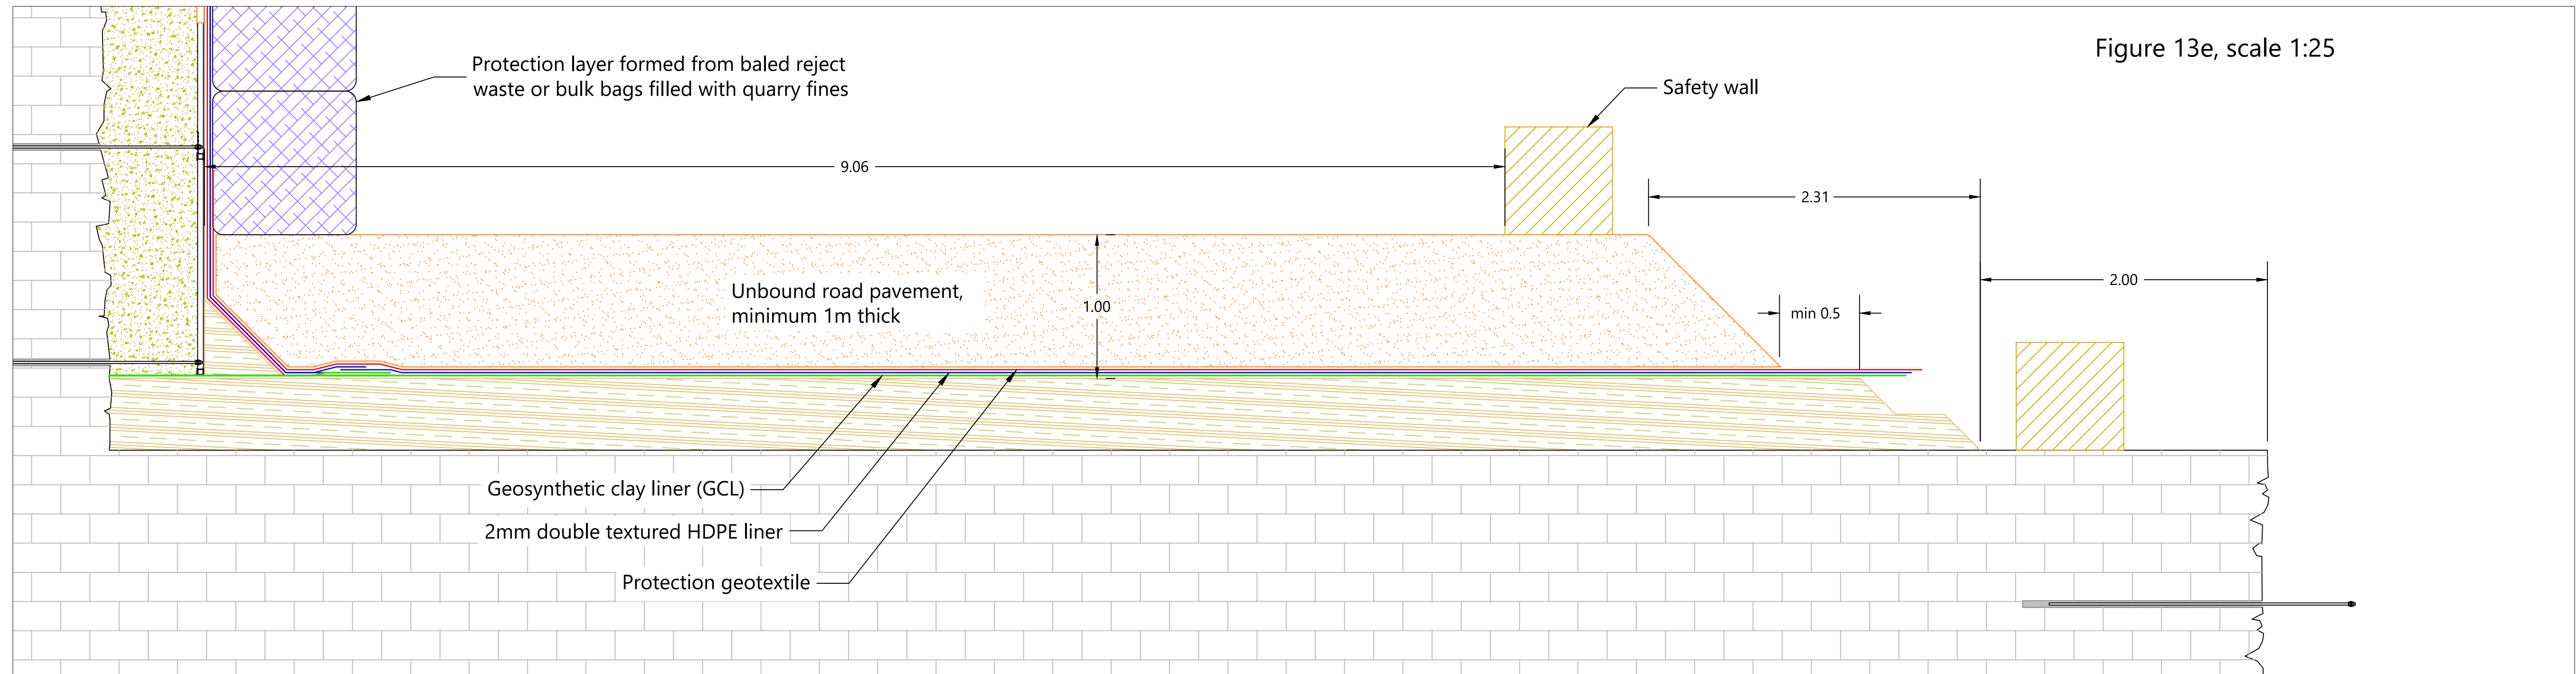 Figure 13e, scale 1:25
Protection layer formed from baled reject
waste or bulk bags filled with quarry fines
Safety wall
9.06
2.31
2.00
Unbound road pavement,
minimum 1m thick
1.00
min 0.5
Geosynthetic clay liner (GCL)
2mm double textured HDPE liner
Protection geotextile